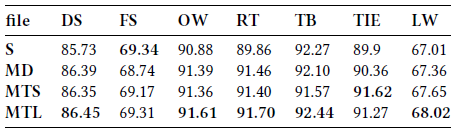 file DS FS OW RT TB TIE LW
S 85.73 69.34 90.88 89.86 92.27 89.9 67.01
MD 86.39 68.74 91.39 91.46 92.10 90.36 67.36
MTS 86.35 69.17 91.36 91.40 91.57 91.62 67.65
MTL 86.45 69.31 91.61 91.70 92.44 91.27 68.02